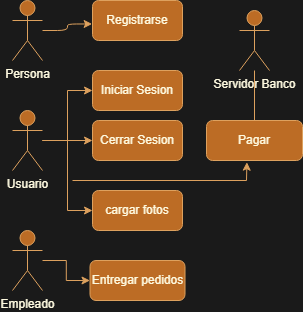 Registrarse
Persona
Servidor Banco
Iniciar Sesion
Cerrar Sesion
Pagar
Usuario
cargar fotos
Entregar pedidos
Empleado